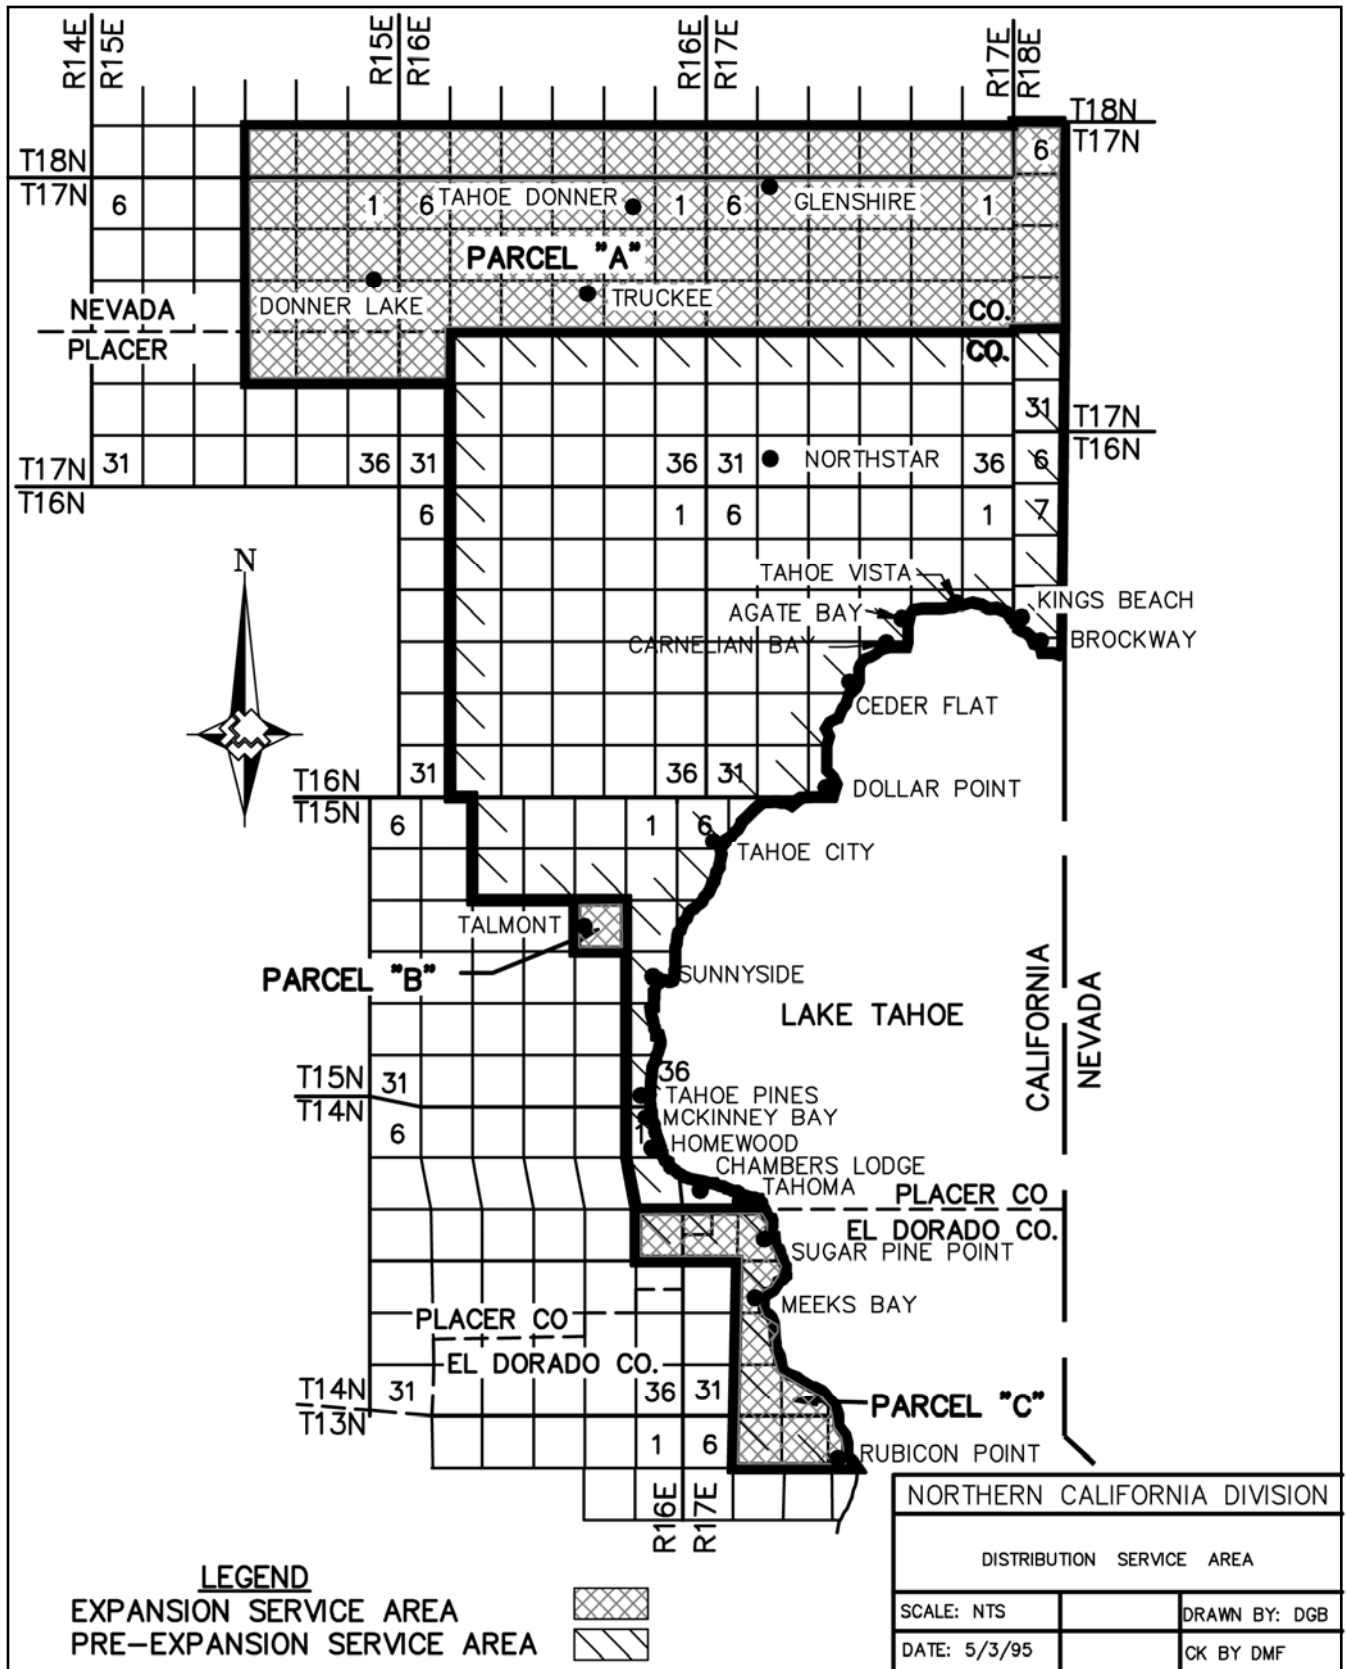 R14E
R15E
R15E
R16E
R16E
R17E
R17E
R18E
T18N
T17N
6
T18N
T17N
6
1
6
TAHOE DONNER
1
6
GLENSHIRE
1
PARCEL "A"
DONNER LAKE
TRUCKEE
NEVADA
CO.
PLACER
CO.
31
T17N
T16N
T17N
31
36
31
36
31
NORTHSTAR
36
6
T16N
6
1
6
1
7
N
TAHOE VISTA
AGATE BAY
KINGS BEACH
CARNELIAN BAY
BROCKWAY
CEDER FLAT
T16N
31
36
31
DOLLAR POINT
T15N
6
1
6
TAHOE CITY
TALMONT
PARCEL "B"
SUNNYSIDE
LAKE TAHOE
CALIFORNIA
NEVADA
T15N
31
36
TAHOE PINES
T14N
MCKINNEY BAY
6
1
HOMEWOOD
CHAMBERS LODGE
TAHOMA
PLACER CO
EL DORADO CO.
SUGAR PINE POINT
MEEKS BAY
PLACER CO
EL DORADO CO.
T14N
31
36
31
PARCEL "C"
T13N
1
6
RUBICON POINT
R16E
R17E
NORTHERN CALIFORNIA DIVISION
DISTRIBUTION SERVICE AREA
SCALE: NTS
DRAWN BY: DGB
DATE: 5/3/95
CK BY DMF
LEGEND
EXPANSION SERVICE AREA
PRE-EXPANSION SERVICE AREA